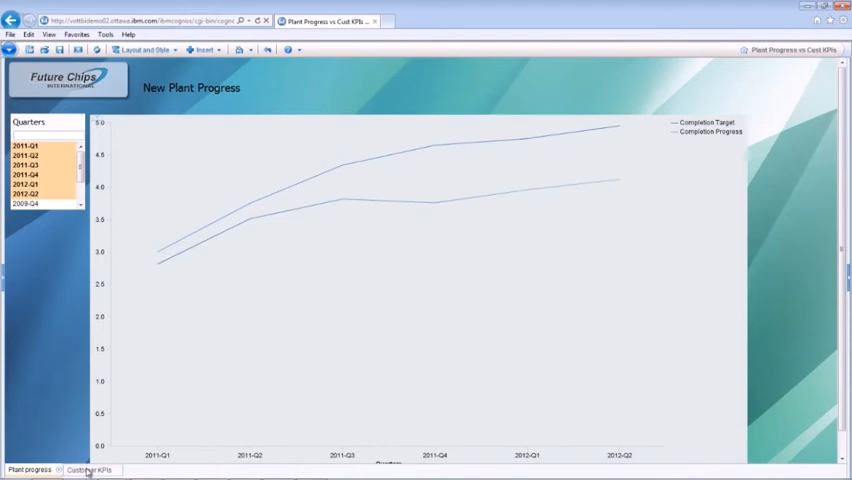 http://vottbidemo02.ottawa.ibm.com/ibmcognos/cgi-bin/cognc
Plant Progress vs Cust KPIs ...
File Edit View Favorites Tools Help
Layout and Style Insert
Plant Progress vs Cust KPIs
Future Chips
INTERNATIONAL
New Plant Progress
Quarters
2011-Q1
2011-Q2
2011-Q3
2011-Q4
2012-Q1
2012-Q2
2009-Q4
5.0
4.5
4.0
3.5
3.0
2.5
2.0
1.5
1.0
0.5
0.0
Completion Target
Completion Progress
2011-Q1 2011-Q2 2011-Q3 2011-Q4 2012-Q1 2012-Q2
Quarters
Plant progress Customer KPIs